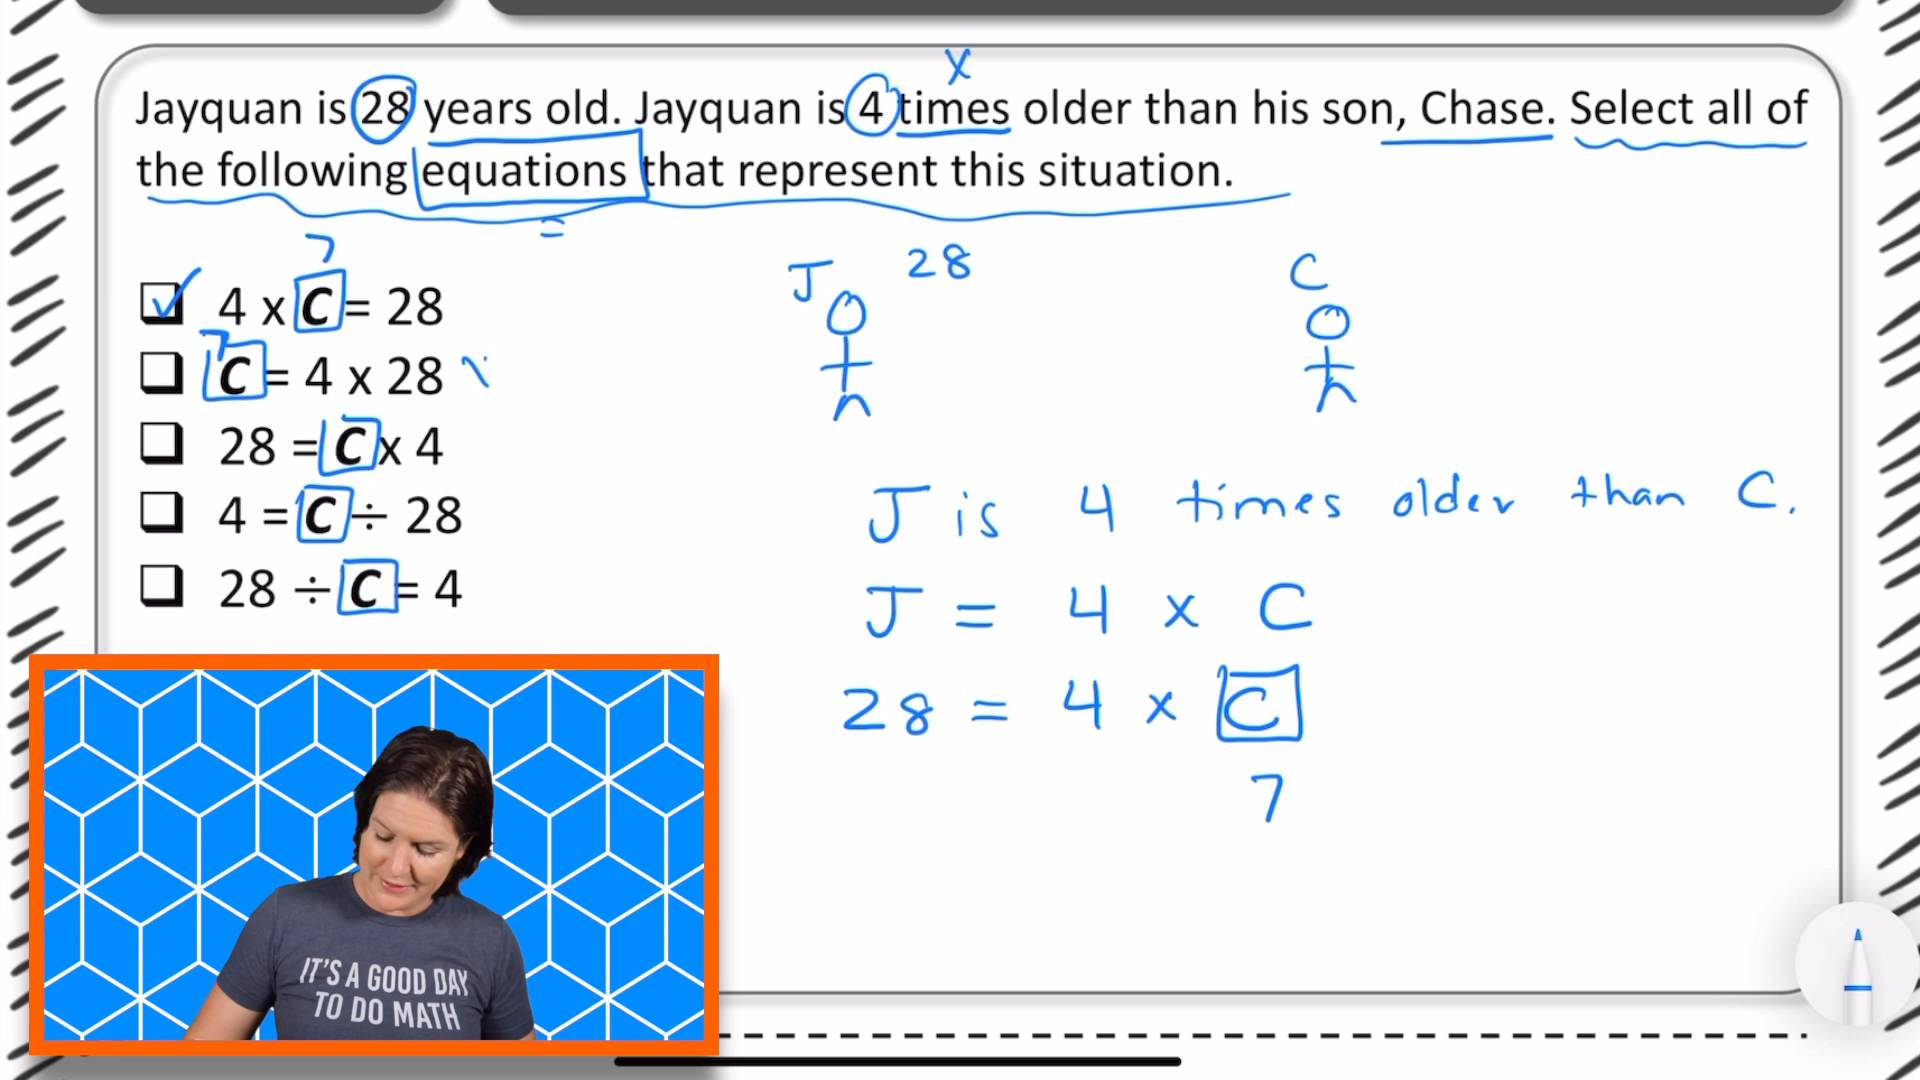 x
Jayquan is 28 years old. Jayquan is 4 times older than his son, Chase. Select all of
the following equations that represent this situation.
=
7
4 x C = 28
7
C = 4 x 28 x
28 = C x 4
4 = C ÷ 28
28 ÷ C = 4
J 28
C
J is 4 times older than C.
J = 4 x C
28 = 4 x C
7
IT'S A GOOD DAY
TO DO MATH